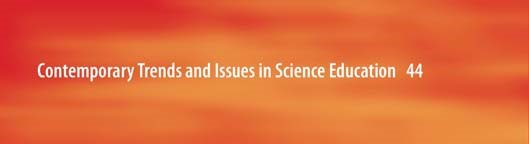 Contemporary Trends and Issues in Science Education 44